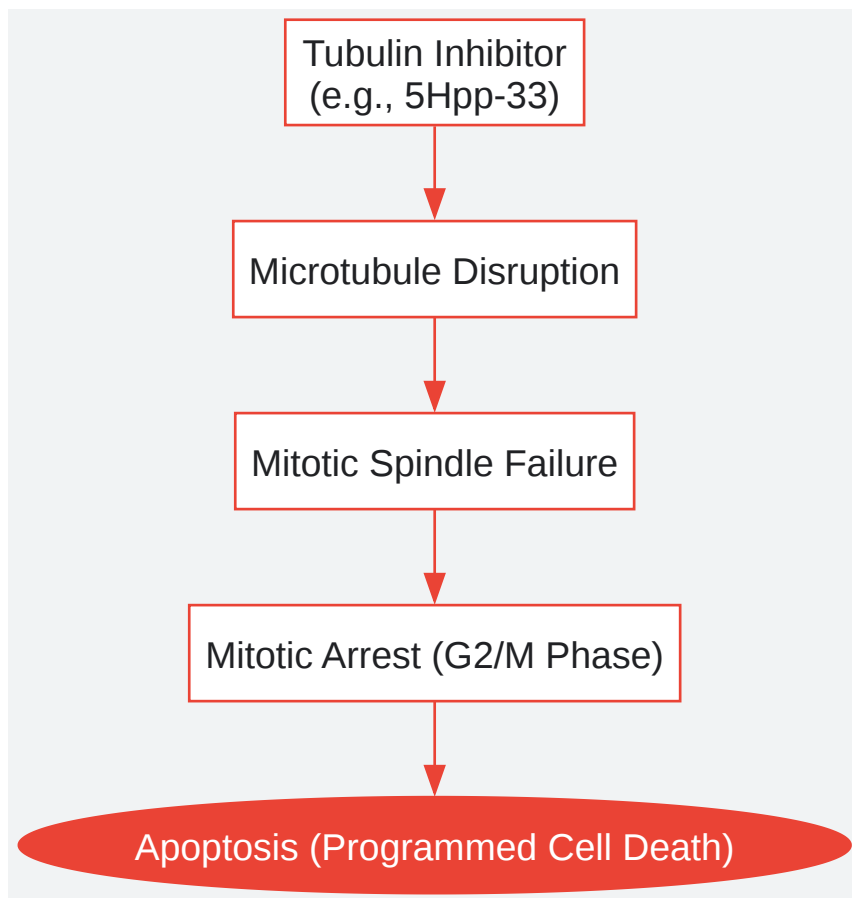 Tubulin Inhibitor
(e.g., 5Hpp-33)
Microtubule Disruption
Mitotic Spindle Failure
Mitotic Arrest (G2/M Phase)
Apoptosis (Programmed Cell Death)